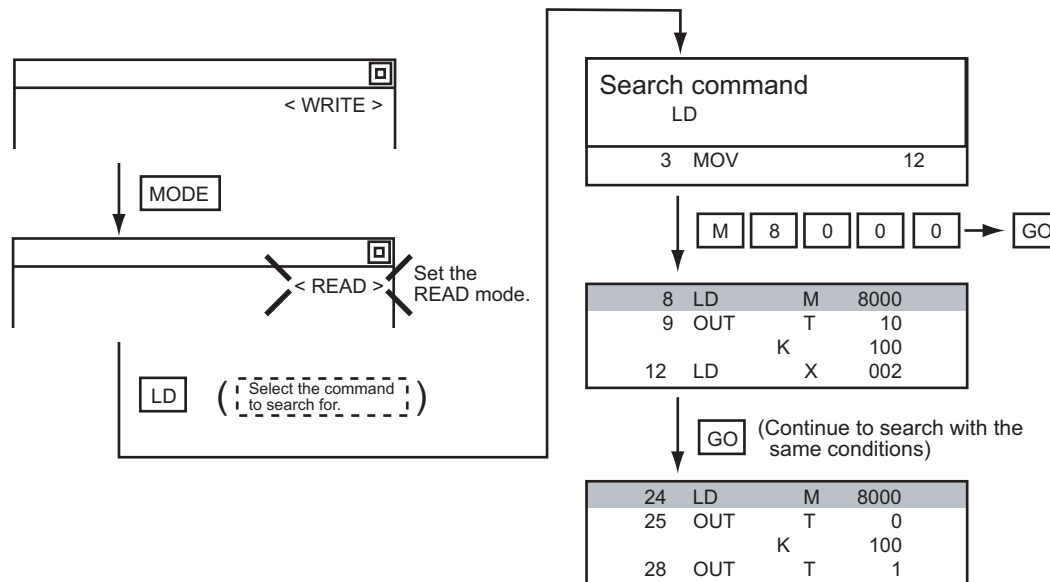 < WRITE >
MODE
< READ >
Set the
READ mode.
LD
( Select the command
to search for. )
Search command
LD
3 MOV 12
M 8 0 0 0 GO
8 LD M 8000
9 OUT T 10
K 100
12 LD X 002
GO (Continue to search with the
same conditions)
24 LD M 8000
25 OUT T 0
K 100
28 OUT T 1